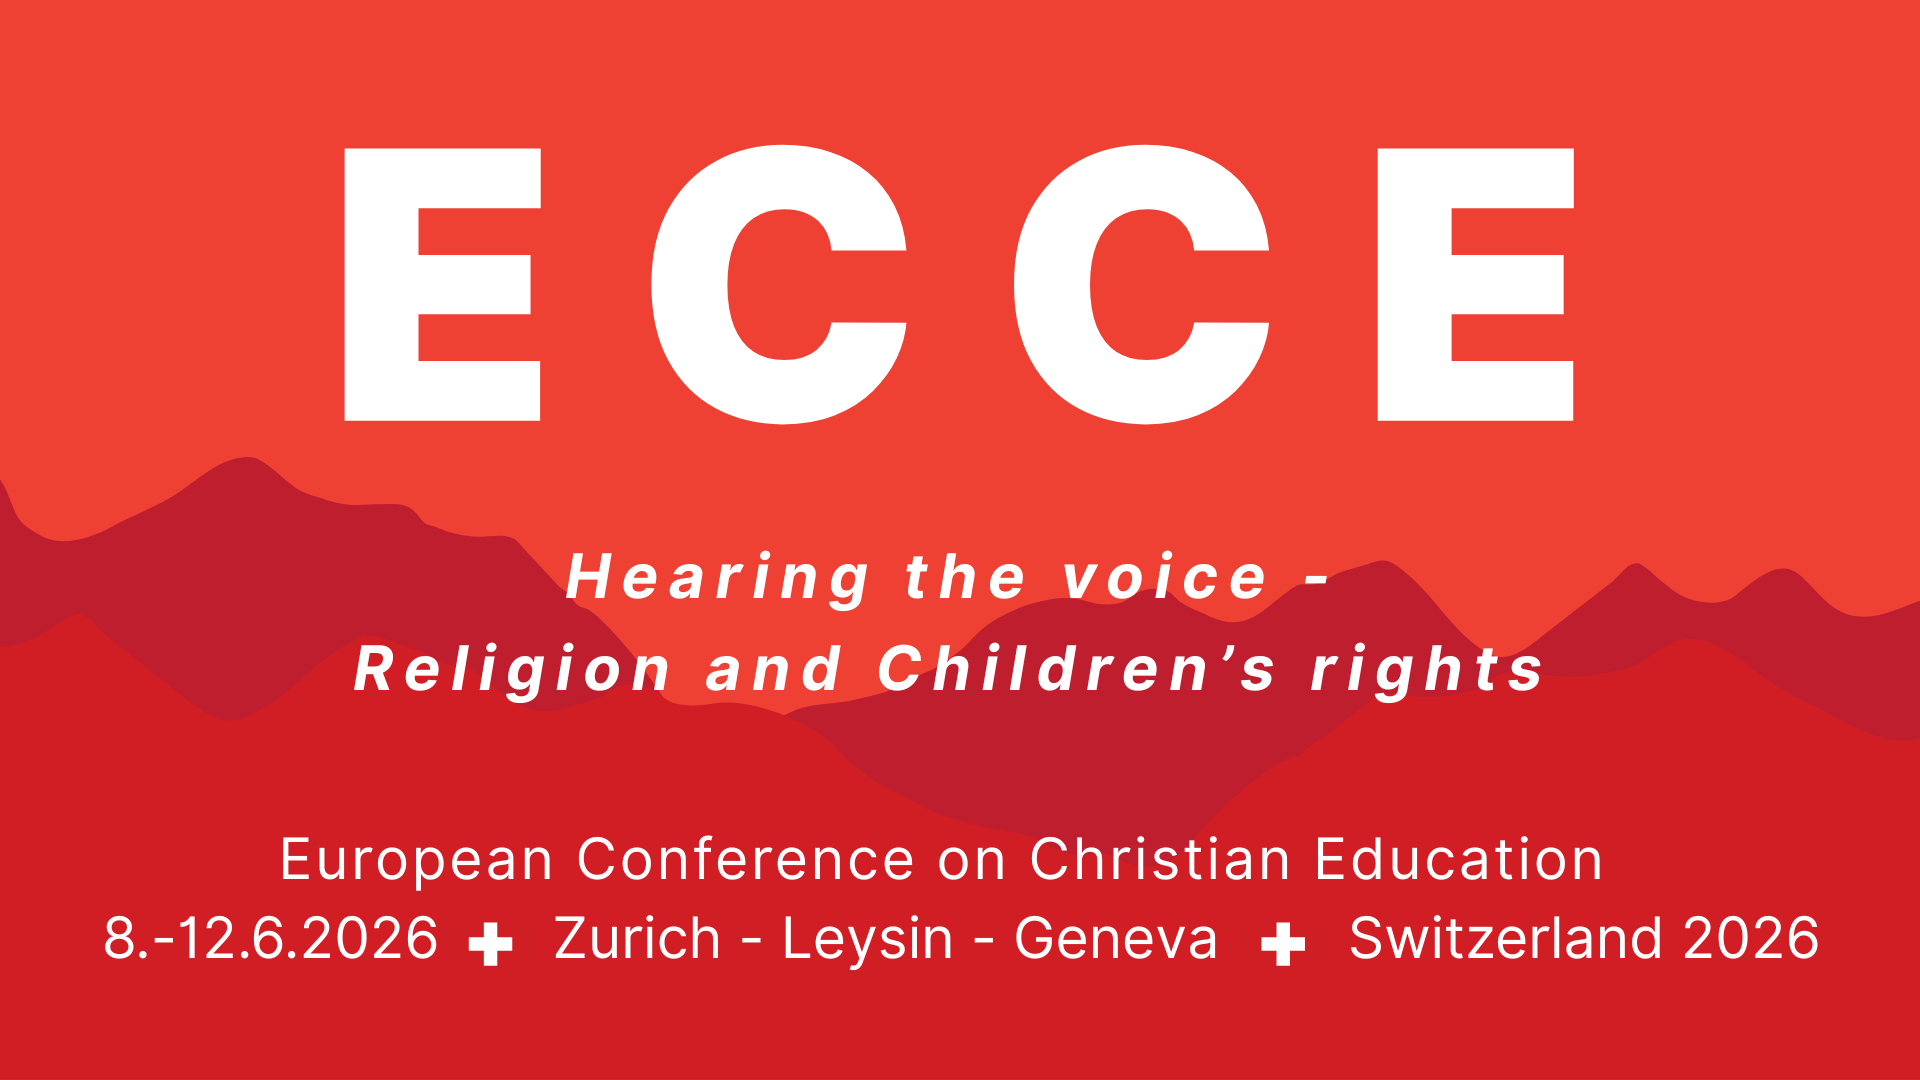 ECCE
Hearing the voice -
Religion and Children’s rights
European Conference on Christian Education
8.-12.6.2026 ✚ Zurich - Leysin - Geneva ✚ Switzerland 2026